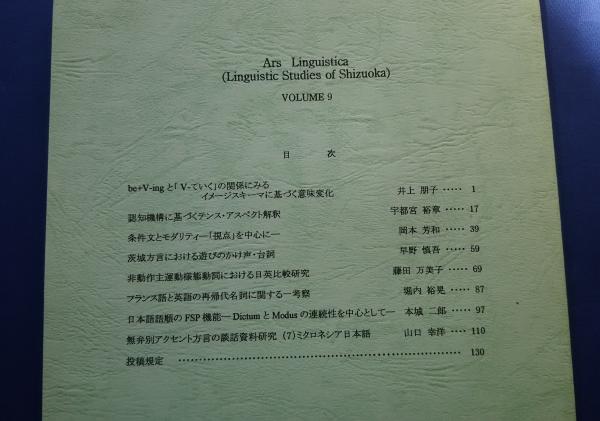 Ars Linguistica
(Linguistic Studies of Shizuoka)
VOLUME 9
目 次
be+V-ing と「V-ていく」の関係にみる
イメージスキーマに基づく意味変化 井上 朋子 ····· 1
認知機構に基づくテンス・アスペクト解釈 宇都宮 裕章 ····· 17
条件文とモダリティ―「視点」を中心に― 岡本 芳和 ····· 39
茨城方言における遊びのかけ声・台詞 早野 慎吾 ····· 59
非動作主運動様態動詞における日英比較研究 藤田 万美子 ····· 69
フランス語と英語の再帰代名詞に関する一考察 堀内 裕晃 ····· 87
日本語語順の FSP 機能―Dictum と Modus の連続性を中心として― 本城 二郎 ····· 97
無弁別アクセント方言の談話資料研究 (7)ミクロネシア日本語 山口 幸洋 ····· 110
投稿規定 ····· 130